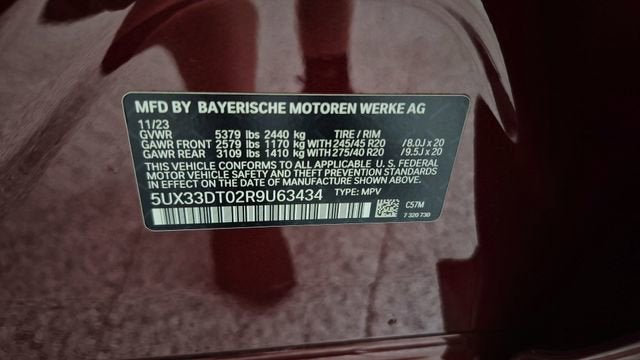 MFD BY BAYERISCHE MOTOREN WERKE AG
11/23
GVWR 5379 lbs 2440 kg TIRE / RIM
GAWR FRONT 2579 lbs 1170 kg WITH 245/45 R20 / 8.0J x 20
GAWR REAR 3109 lbs 1410 kg WITH 275/40 R20 / 9.5J x 20
THIS VEHICLE CONFORMS TO ALL APPLICABLE U. S. FEDERAL
MOTOR VEHICLE SAFETY AND THEFT PREVENTION STANDARDS
IN EFFECT ON THE DATE OF MANUFACTURE SHOWN ABOVE.
5UX33DT02R9U63434 TYPE: MPV
C57M
7 320 730